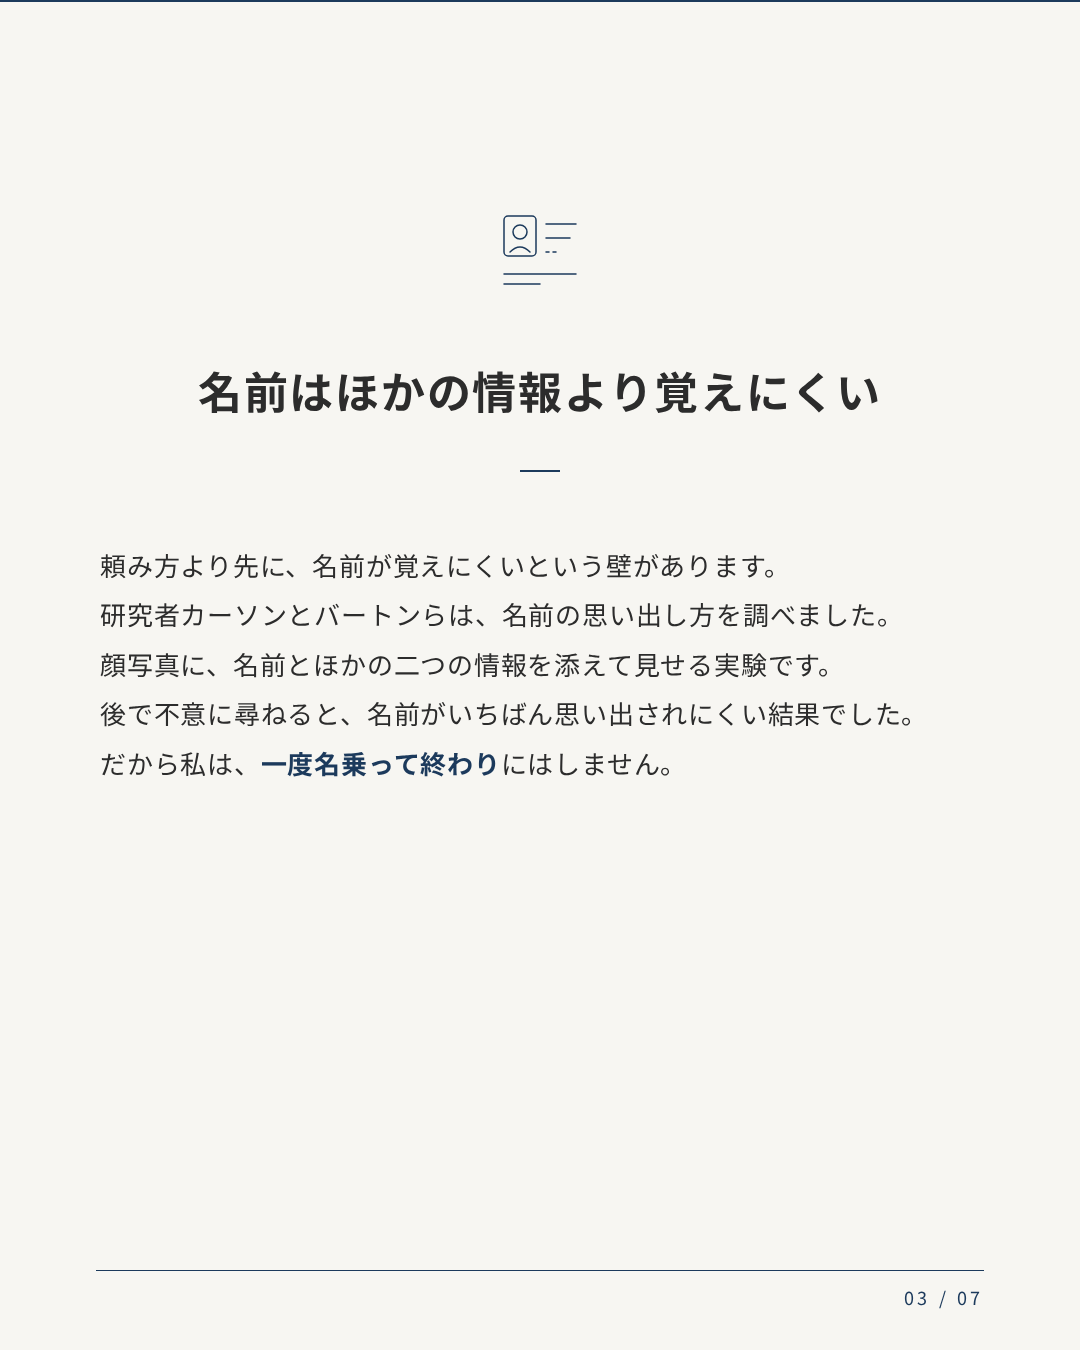 名前はほかの情報より覚えにくい
頼み方より先に、名前が覚えにくいという壁があります。
研究者カーソンとバートンらは、名前の思い出し方を調べました。
顔写真に、名前とほかの二つの情報を添えて見せる実験です。
後で不意に尋ねると、名前がいちばん思い出されにくい結果でした。
だから私は、一度名乗って終わりにはしません。
03 / 07